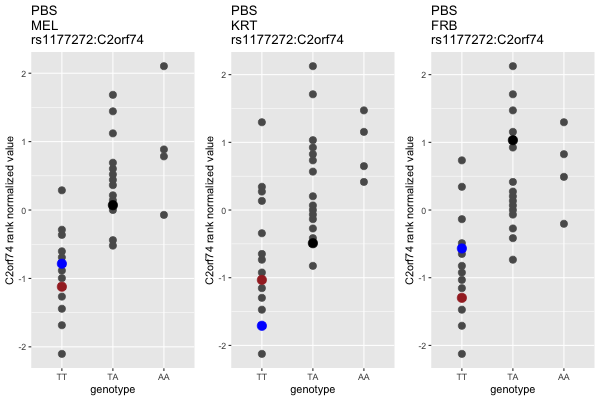 PBS
MEL
rs1177272:C2orf74
C2orf74 rank normalized value
2
1
0
-1
-2
TT TA AA
genotype
PBS
KRT
rs1177272:C2orf74
C2orf74 rank normalized value
2
1
0
-1
-2
TT TA AA
genotype
PBS
FRB
rs1177272:C2orf74
C2orf74 rank normalized value
2
1
0
-1
-2
TT TA AA
genotype